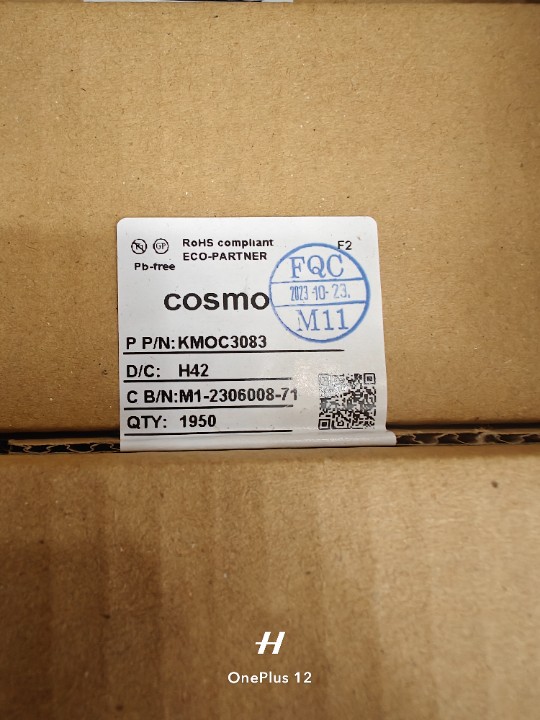 RoHS compliant
F2
ECO-PARTNER
Pb-free
cosmo
FQC
2023-10-23.
M11
P P/N: KMOC3083
D/C: H42
C B/N: M1-2306008-71
QTY: 1950
H
OnePlus 12